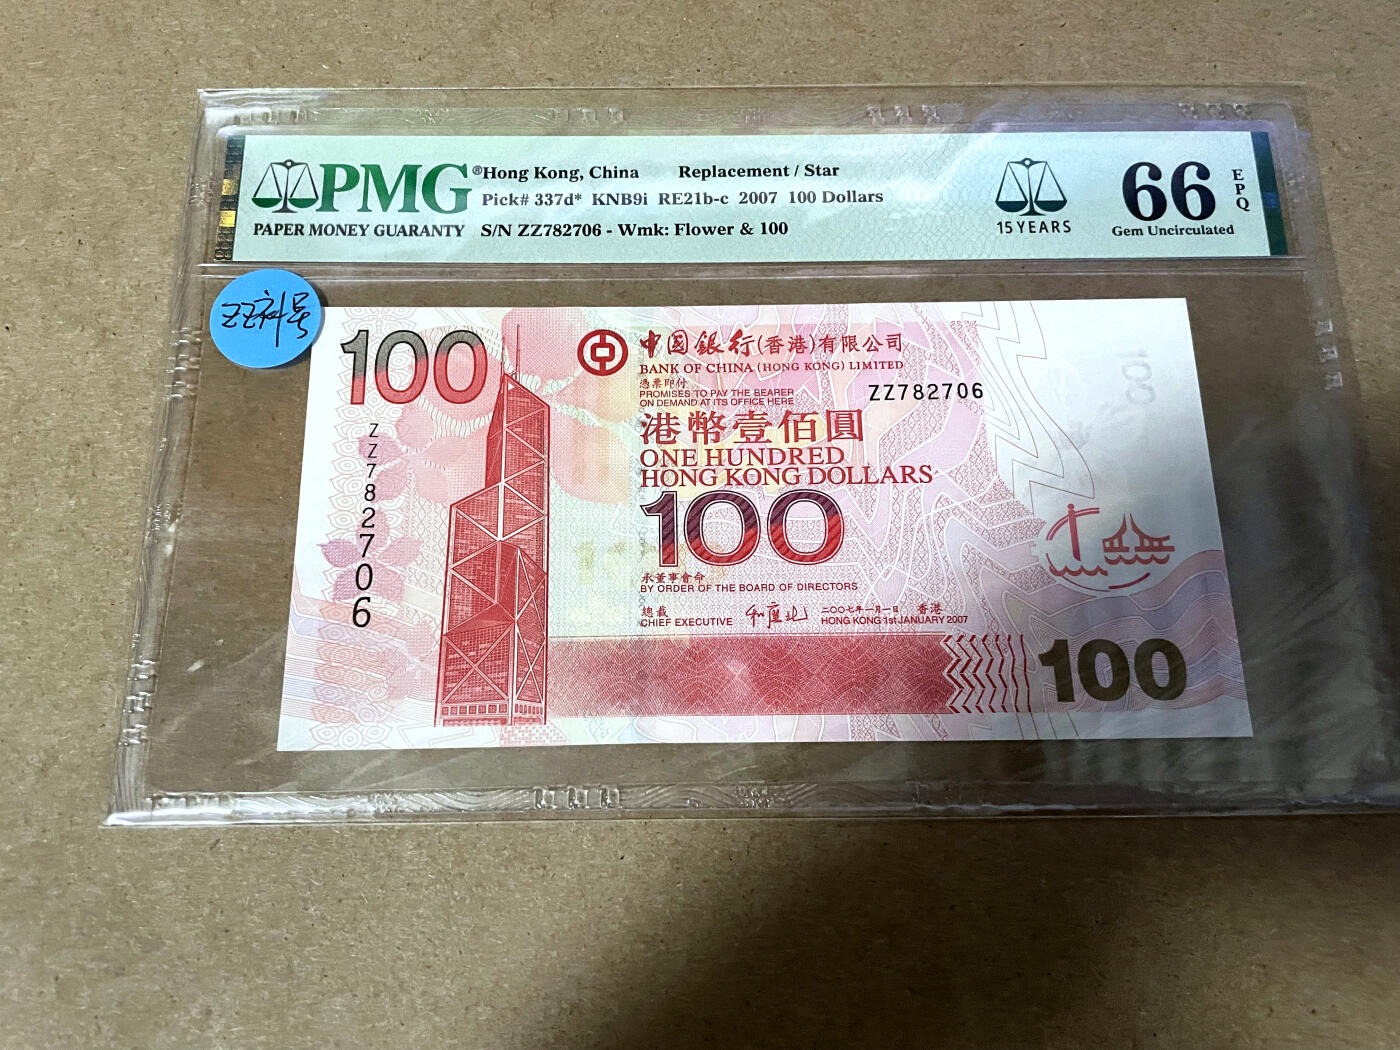 PMG® Hong Kong, China Replacement / Star
Pick# 337d* KNB9i RE21b-c 2007 100 Dollars
PAPER MONEY GUARANTY S/N ZZ782706 - Wmk: Flower & 100
15 YEARS
66 EPQ
Gem Uncirculated
ZZ补号
100
中國銀行(香港)有限公司
BANK OF CHINA (HONG KONG) LIMITED
憑票即付
PROMISES TO PAY THE BEARER
ON DEMAND AT ITS OFFICE HERE
ZZ782706
港幣壹佰圓
ONE HUNDRED
HONG KONG DOLLARS
100
ZZ782706
承董事會命
BY ORDER OF THE BOARD OF DIRECTORS
總裁
CHIEF EXECUTIVE
二〇〇七年一月一日 香港
HONG KONG 1st JANUARY 2007
100
100